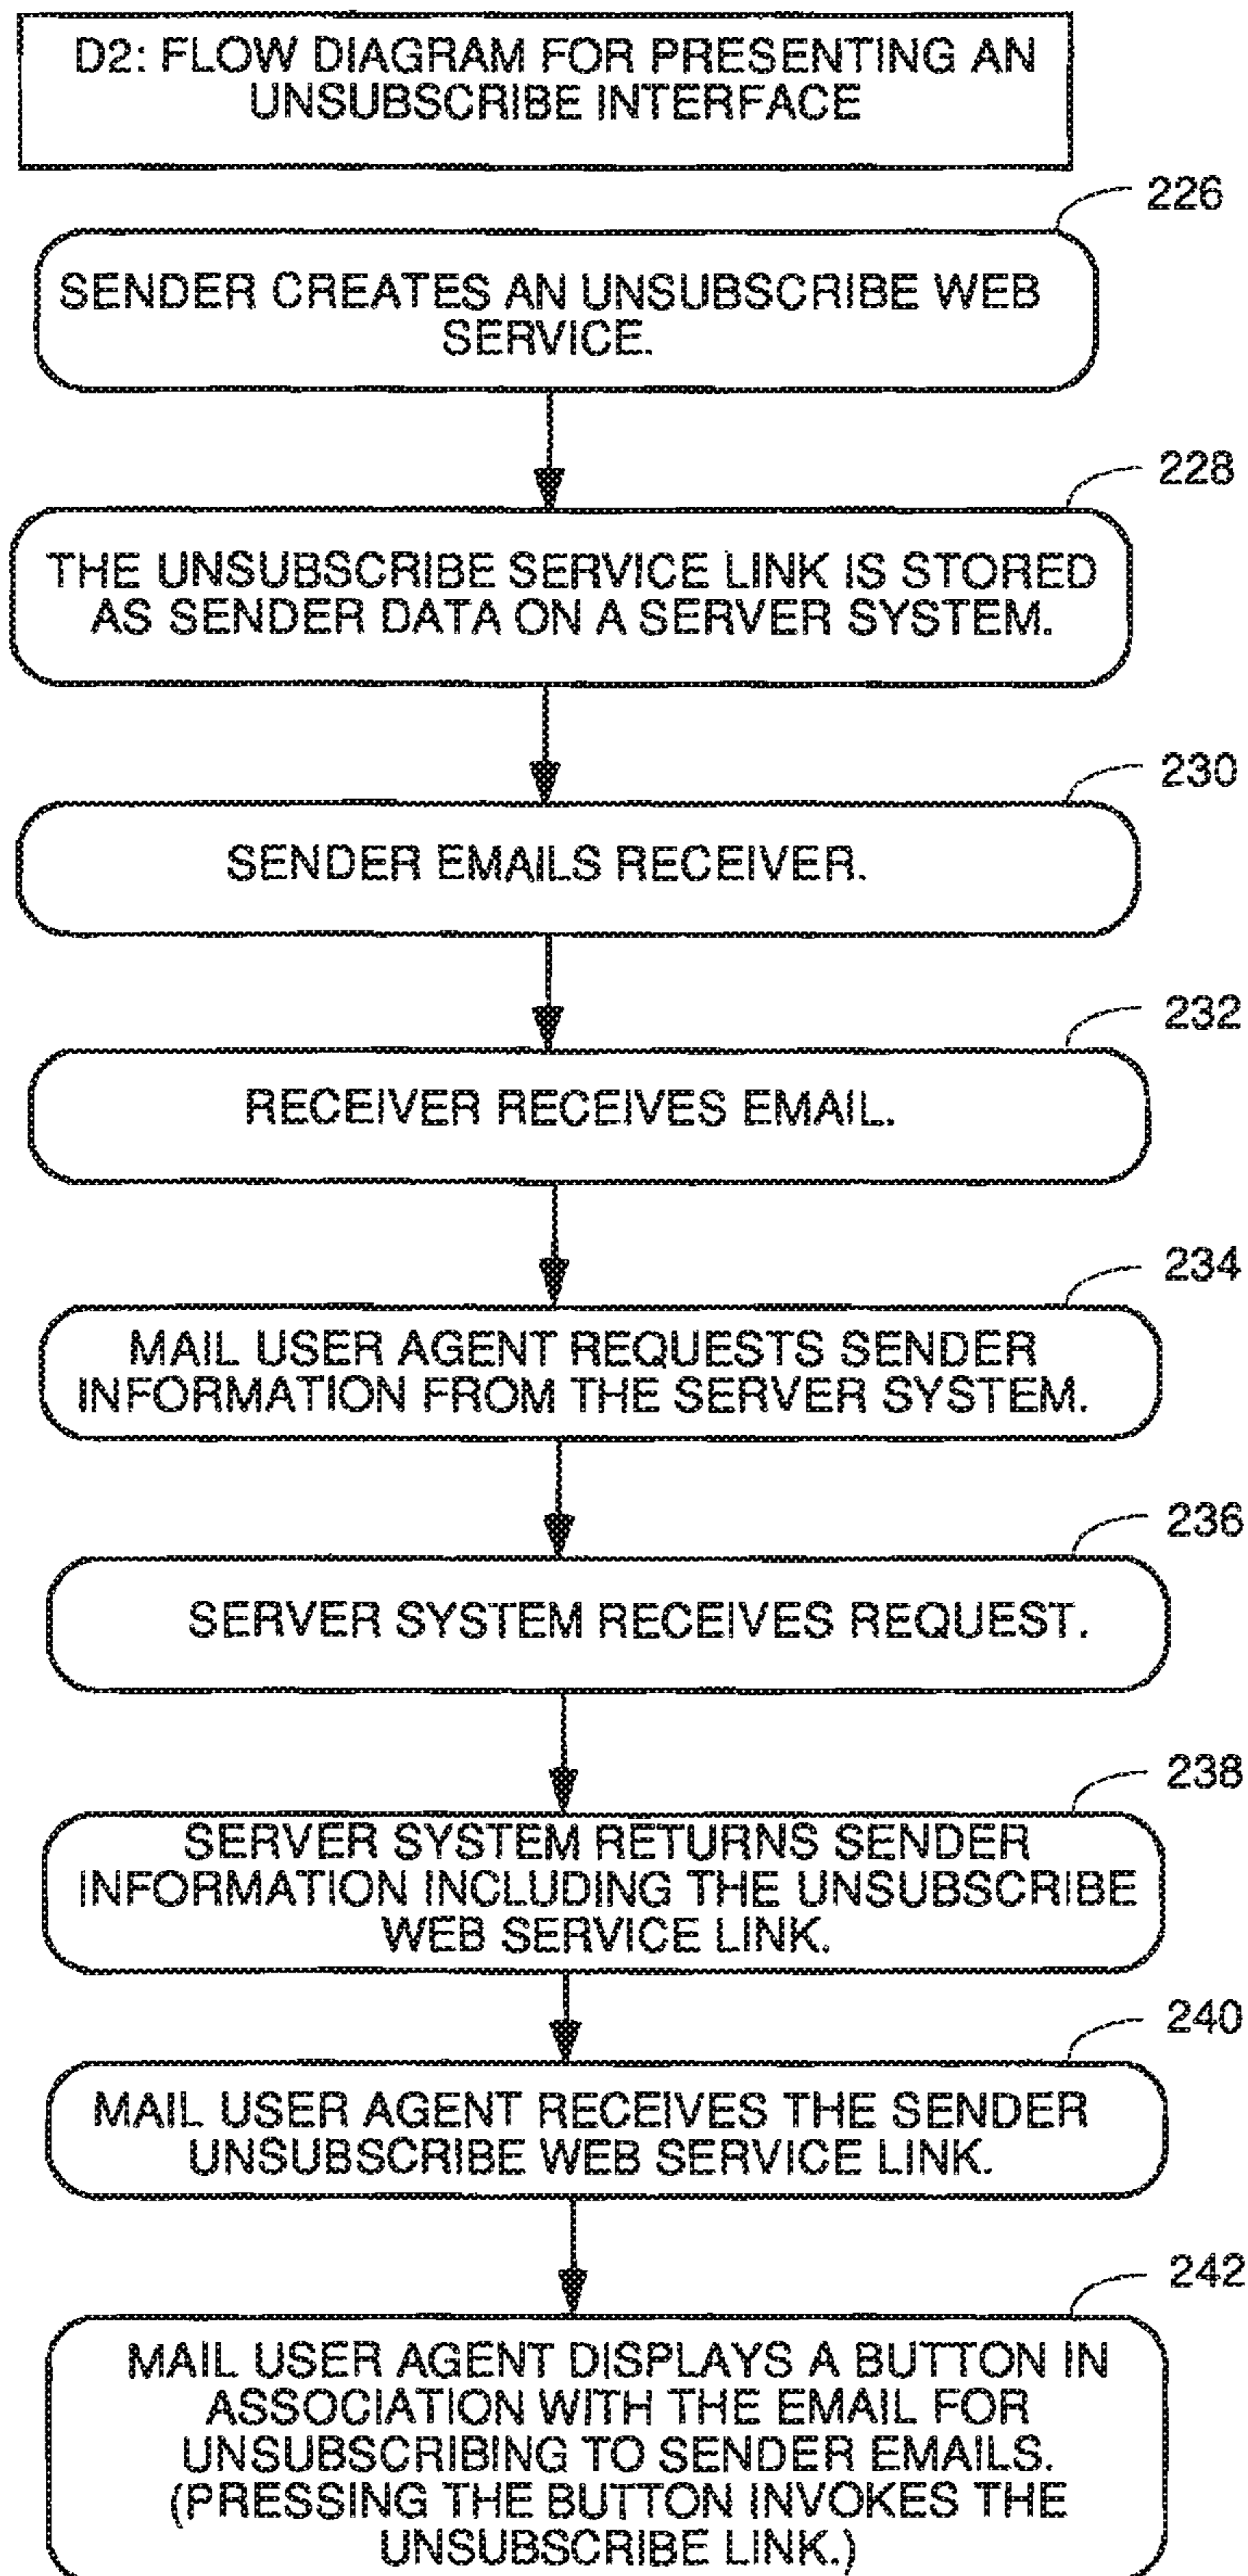 D2: FLOW DIAGRAM FOR PRESENTING AN
UNSUBSCRIBE INTERFACE
226
SENDER CREATES AN UNSUBSCRIBE WEB
SERVICE.
228
THE UNSUBSCRIBE SERVICE LINK IS STORED
AS SENDER DATA ON A SERVER SYSTEM.
230
SENDER EMAILS RECEIVER.
232
RECEIVER RECEIVES EMAIL.
234
MAIL USER AGENT REQUESTS SENDER
INFORMATION FROM THE SERVER SYSTEM.
236
SERVER SYSTEM RECEIVES REQUEST.
238
SERVER SYSTEM RETURNS SENDER
INFORMATION INCLUDING THE UNSUBSCRIBE
WEB SERVICE LINK.
240
MAIL USER AGENT RECEIVES THE SENDER
UNSUBSCRIBE WEB SERVICE LINK.
242
MAIL USER AGENT DISPLAYS A BUTTON IN
ASSOCIATION WITH THE EMAIL FOR
UNSUBSCRIBING TO SENDER EMAILS.
(PRESSING THE BUTTON INVOKES THE
UNSUBSCRIBE LINK.)